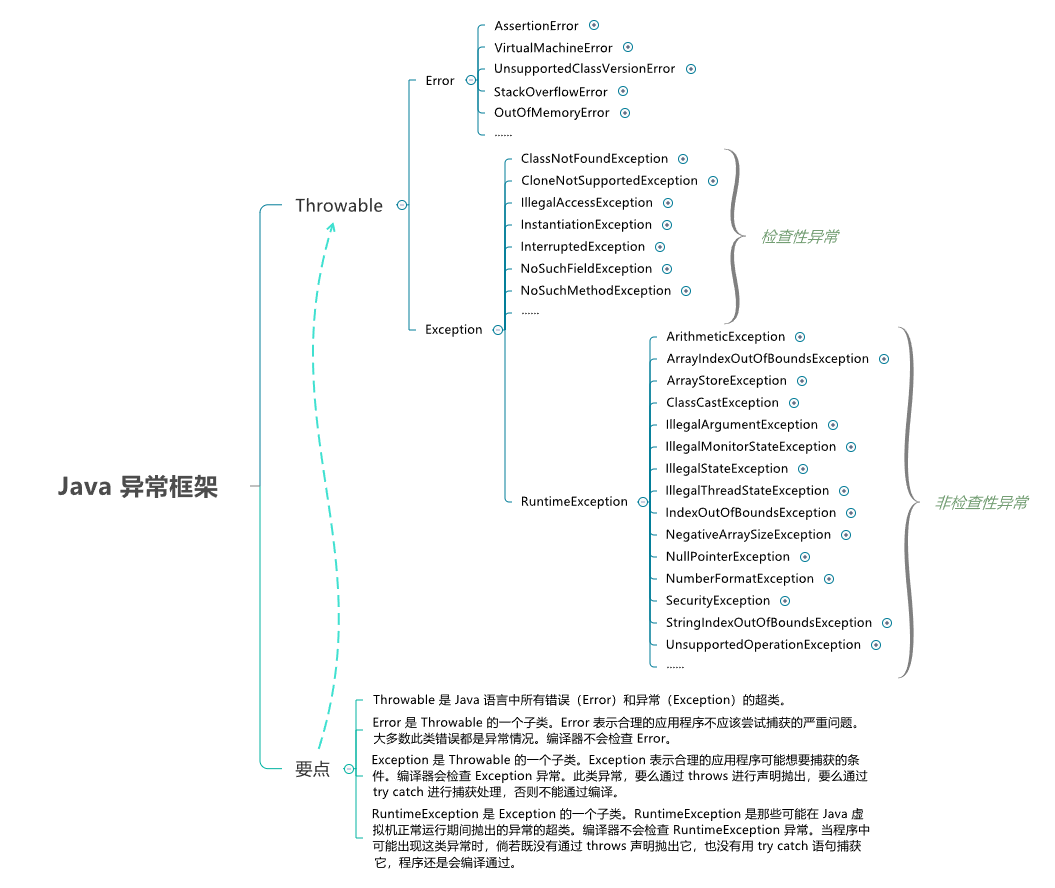 Java 异常框架
Throwable
Error
AssertionError
VirtualMachineError
UnsupportedClassVersionError
StackOverflowError
OutOfMemoryError
......
Exception
ClassNotFoundException
CloneNotSupportedException
IllegalAccessException
InstantiationException
InterruptedException
NoSuchFieldException
NoSuchMethodException
......
检查性异常
RuntimeException
ArithmeticException
ArrayIndexOutOfBoundsException
ArrayStoreException
ClassCastException
IllegalArgumentException
IllegalMonitorStateException
IllegalStateException
IllegalThreadStateException
IndexOutOfBoundsException
NegativeArraySizeException
NullPointerException
NumberFormatException
SecurityException
StringIndexOutOfBoundsException
UnsupportedOperationException
......
非检查性异常
要点
Throwable 是 Java 语言中所有错误（Error）和异常（Exception）的超类。
Error 是 Throwable 的一个子类。Error 表示合理的应用程序不应该尝试捕获的严重问题。
大多数此类错误都是异常情况。编译器不会检查 Error。
Exception 是 Throwable 的一个子类。Exception 表示合理的应用程序可能想要捕获的条
件。编译器会检查 Exception 异常。此类异常，要么通过 throws 进行声明抛出，要么通过
try catch 进行捕获处理，否则不能通过编译。
RuntimeException 是 Exception 的一个子类。RuntimeException 是那些可能在 Java 虚
拟机正常运行期间抛出的异常的超类。编译器不会检查 RuntimeException 异常。当程序中
可能出现这类异常时，倘若既没有通过 throws 声明抛出它，也没有用 try catch 语句捕获
它，程序还是会编译通过。